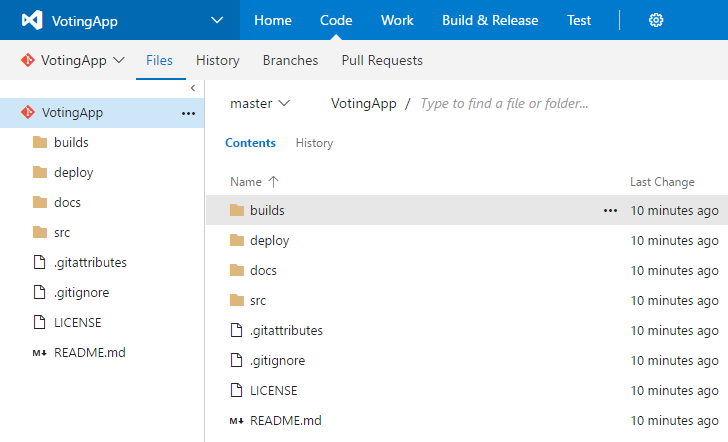 VotingApp Home Code Work Build & Release Test
VotingApp Files History Branches Pull Requests
VotingApp
builds
deploy
docs
src
.gitattributes
.gitignore
LICENSE
M↓ README.md
master VotingApp / Type to find a file or folder...
Contents History
Name ↑ Last Change
builds ••• 10 minutes ago
deploy 10 minutes ago
docs 10 minutes ago
src 10 minutes ago
.gitattributes 10 minutes ago
.gitignore 10 minutes ago
LICENSE 10 minutes ago
M↓ README.md 10 minutes ago